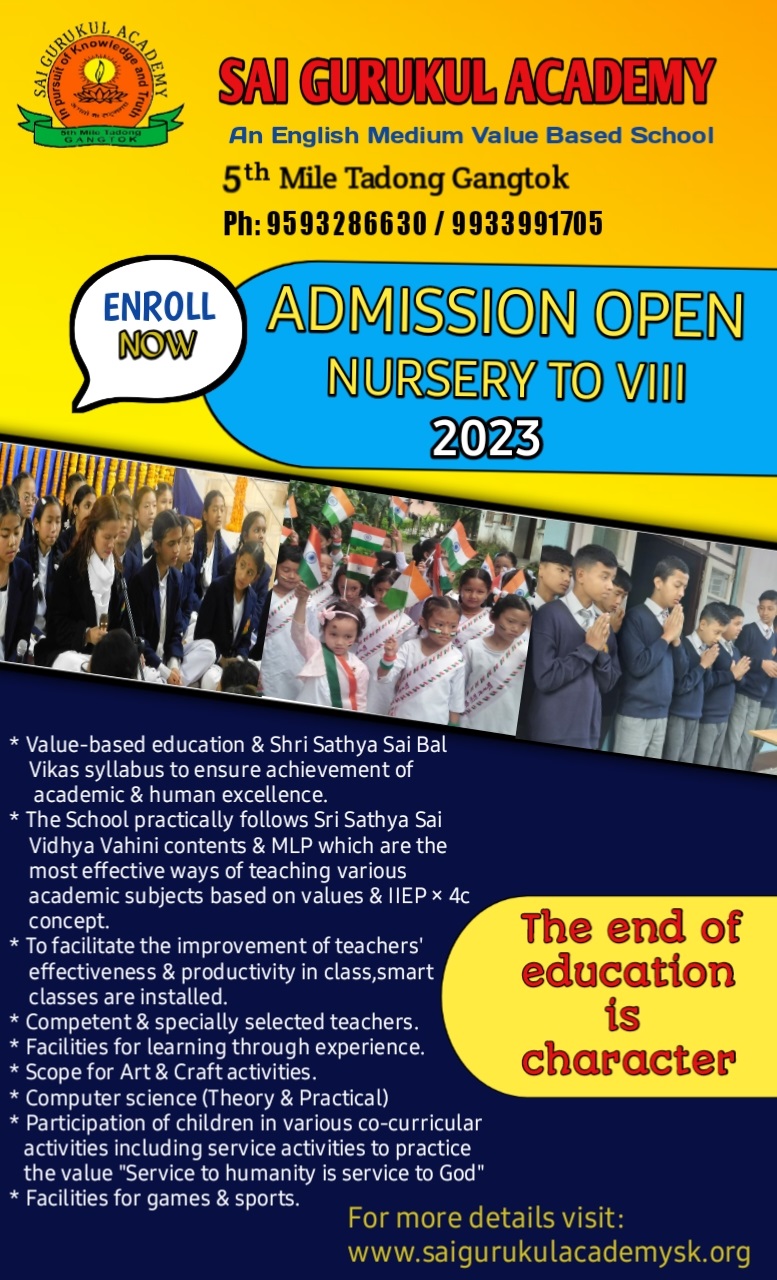 SAI GURUKUL ACADEMY
In Pursuit of Knowledge and Truth
5th Mile Tadong
GANGTOK
SAI GURUKUL ACADEMY
An English Medium Value Based School
5th Mile Tadong Gangtok
Ph: 9593286630 / 9933991705
ENROLL
NOW
ADMISSION OPEN
NURSERY TO VIII
2023
* Value-based education & Shri Sathya Sai Bal
Vikas syllabus to ensure achievement of
academic & human excellence.
* The School practically follows Sri Sathya Sai
Vidhya Vahini contents & MLP which are the
most effective ways of teaching various
academic subjects based on values & IIEP × 4c
concept.
* To facilitate the improvement of teachers'
effectiveness & productivity in class,smart
classes are installed.
* Competent & specially selected teachers.
* Facilities for learning through experience.
* Scope for Art & Craft activities.
* Computer science (Theory & Practical)
* Participation of children in various co-curricular
activities including service activities to practice
the value "Service to humanity is service to God"
* Facilities for games & sports.
The end of
education
is
character
For more details visit:
www.saigurukulacademysk.org